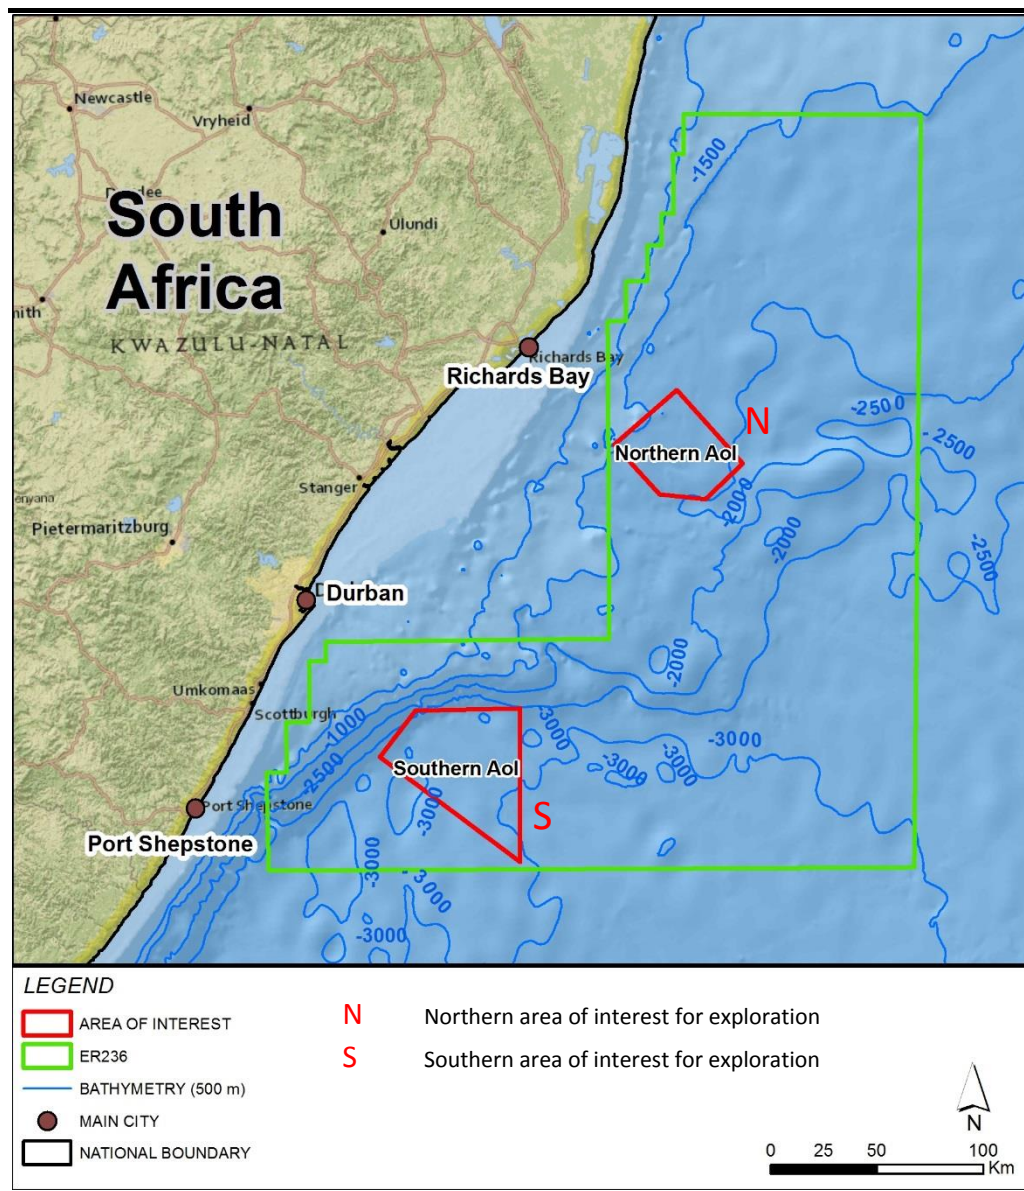 Newcastle
Vryheid
-1500
South
Africa
Ulundi
KWAZULU-NATAL
Richards Bay
Richards Bay
-2500
N
-2500
Northern AoI
Stanger
-2000
-2000
Pietermaritzburg
-2500
Durban
-2000
Umkomaas
Scottburgh
-1000
-3000
-3000
-2500
Southern AoI
-3000
-3000
-3000
S
Port Shepstone
Port Shepstone
-3000
-3000
-3000
LEGEND
AREA OF INTEREST
ER236
BATHYMETRY (500 m)
MAIN CITY
NATIONAL BOUNDARY
N Northern area of interest for exploration
S Southern area of interest for exploration
N
0 25 50 100
Km